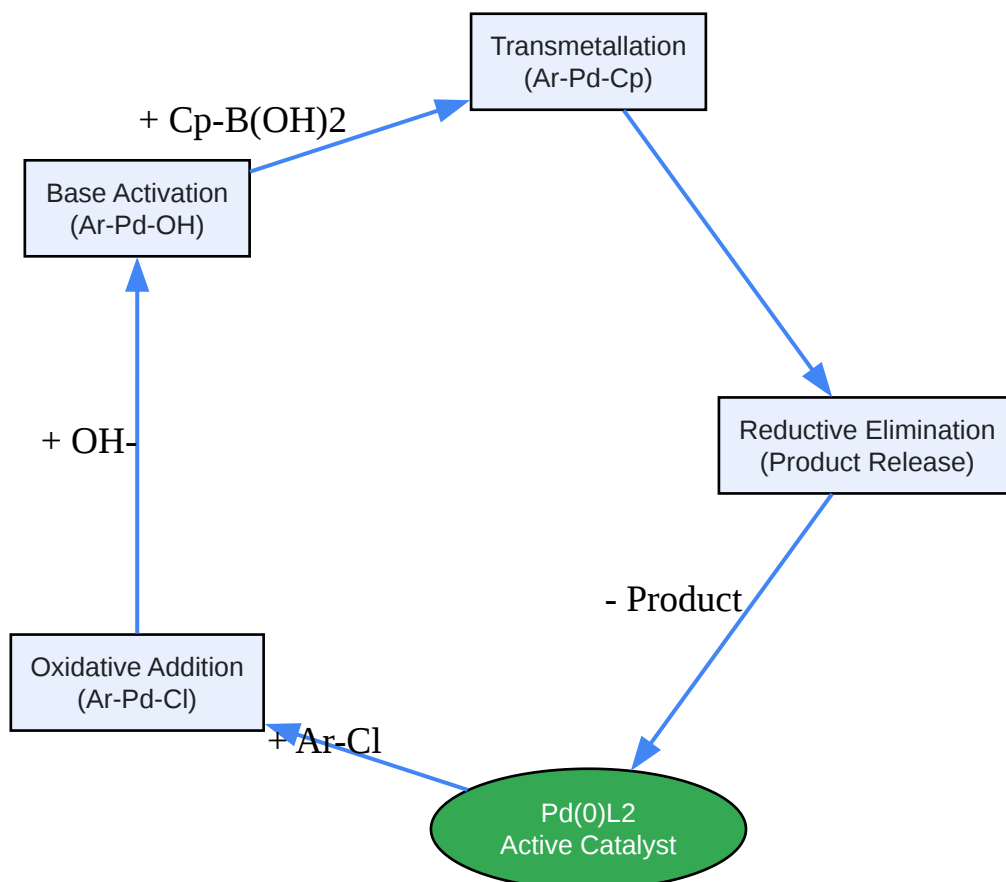 Transmetallation
(Ar-Pd-Cp)
+ Cp-B(OH)2
Base Activation
(Ar-Pd-OH)
Reductive Elimination
(Product Release)
+ OH-
- Product
Oxidative Addition
(Ar-Pd-Cl)
+ Ar-Cl
Pd(0)L2
Active Catalyst